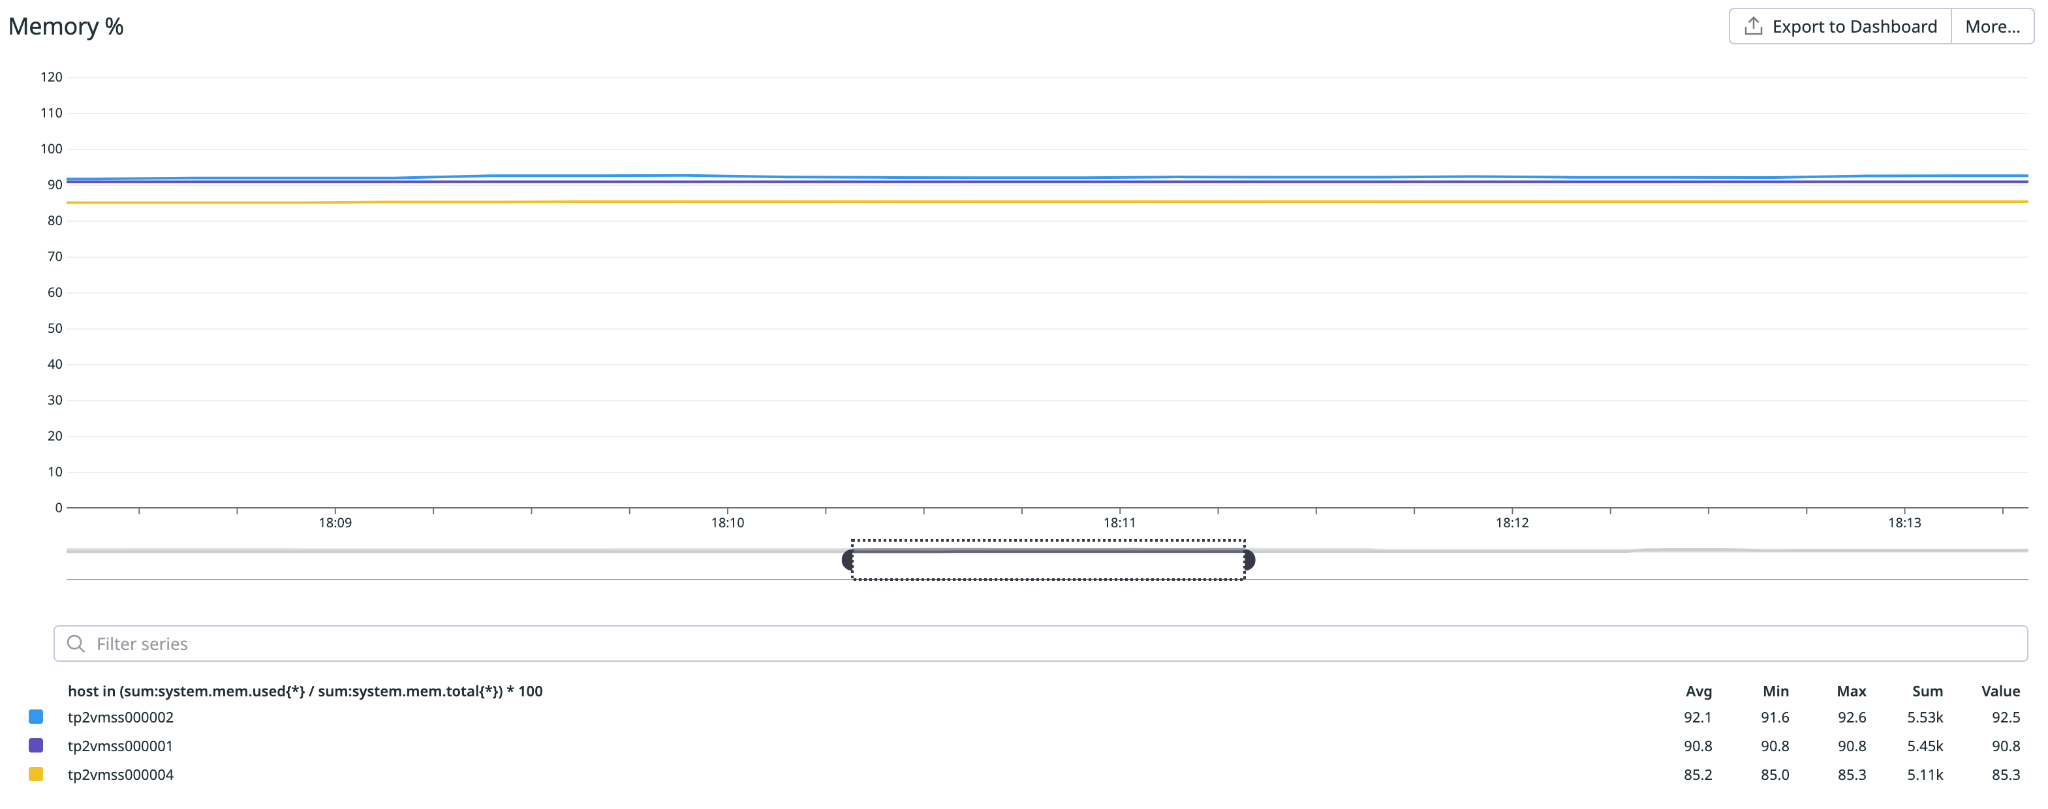 Memory %
Export to Dashboard More...
120
110
100
90
80
70
60
50
40
30
20
10
0
18:09 18:10 18:11 18:12 18:13
Filter series
host in (sum:system.mem.used{*} / sum:system.mem.total{*}) * 100 Avg Min Max Sum Value
tp2vmss000002 92.1 91.6 92.6 5.53k 92.5
tp2vmss000001 90.8 90.8 90.8 5.45k 90.8
tp2vmss000004 85.2 85.0 85.3 5.11k 85.3